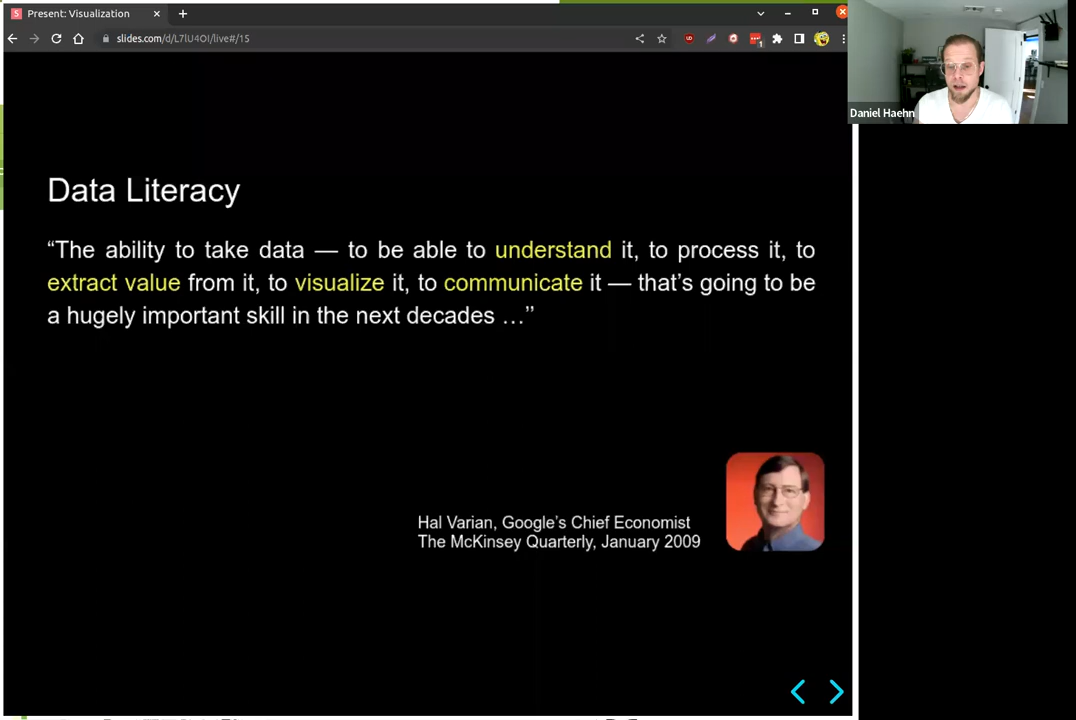 Present: Visualization
slides.com/d/L7lU4OI/live#/15
Daniel Haehn
Data Literacy
“The ability to take data — to be able to understand it, to process it, to
extract value from it, to visualize it, to communicate it — that’s going to be
a hugely important skill in the next decades …”
Hal Varian, Google’s Chief Economist
The McKinsey Quarterly, January 2009